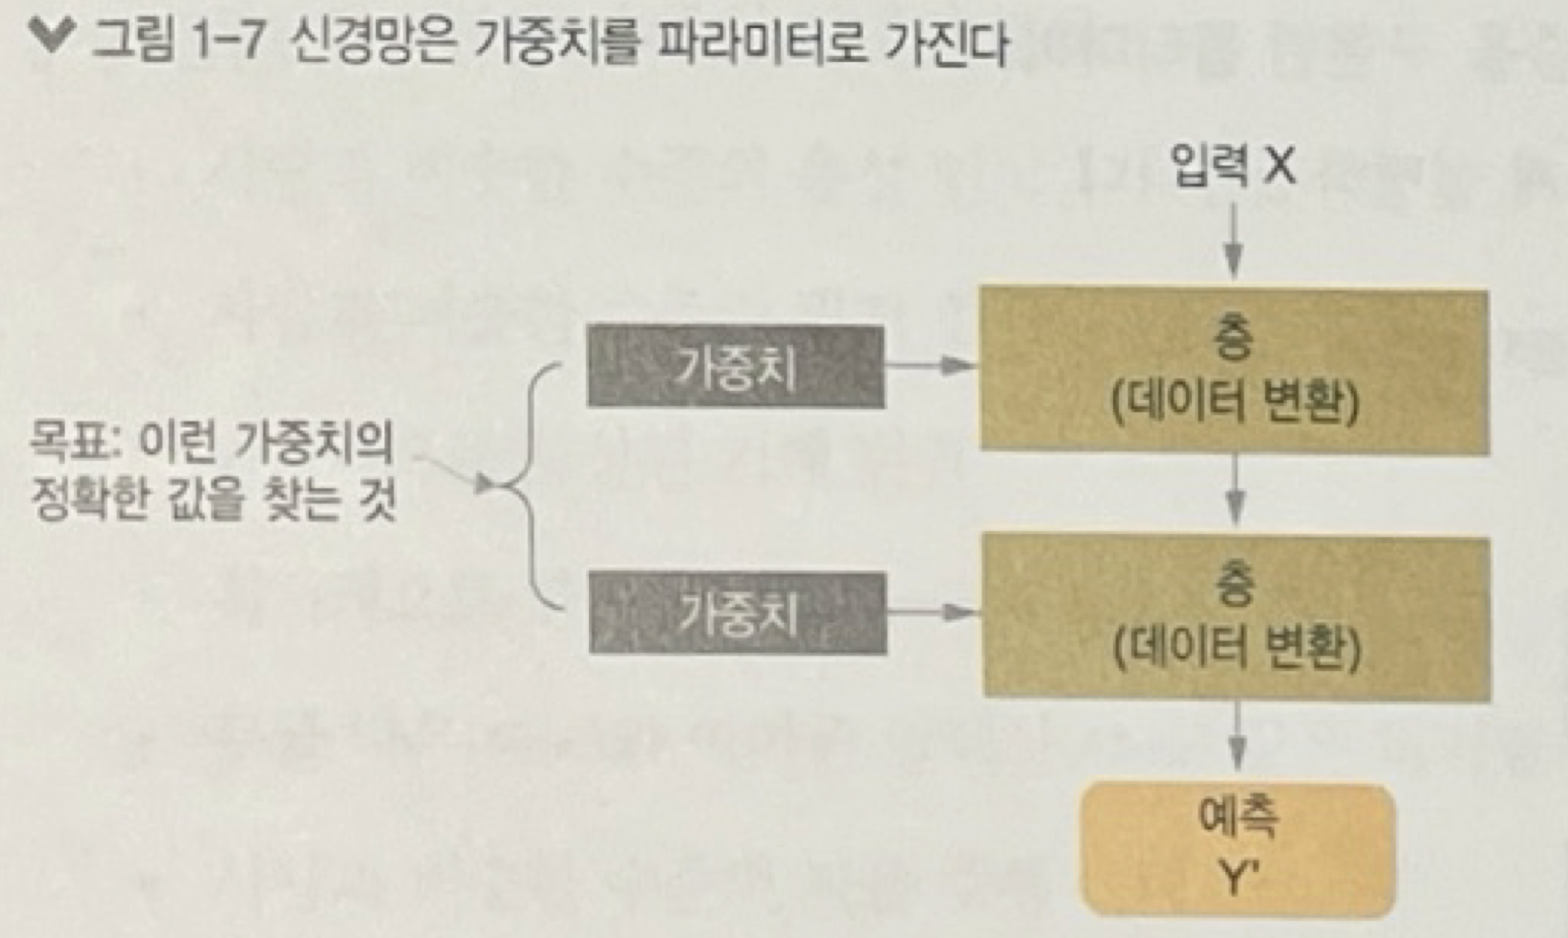 그림 1-7 신경망은 가중치를 파라미터로 가진다
입력 X
가중치
층
(데이터 변환)
목표: 이런 가중치의
정확한 값을 찾는 것
가중치
층
(데이터 변환)
예측
Y'